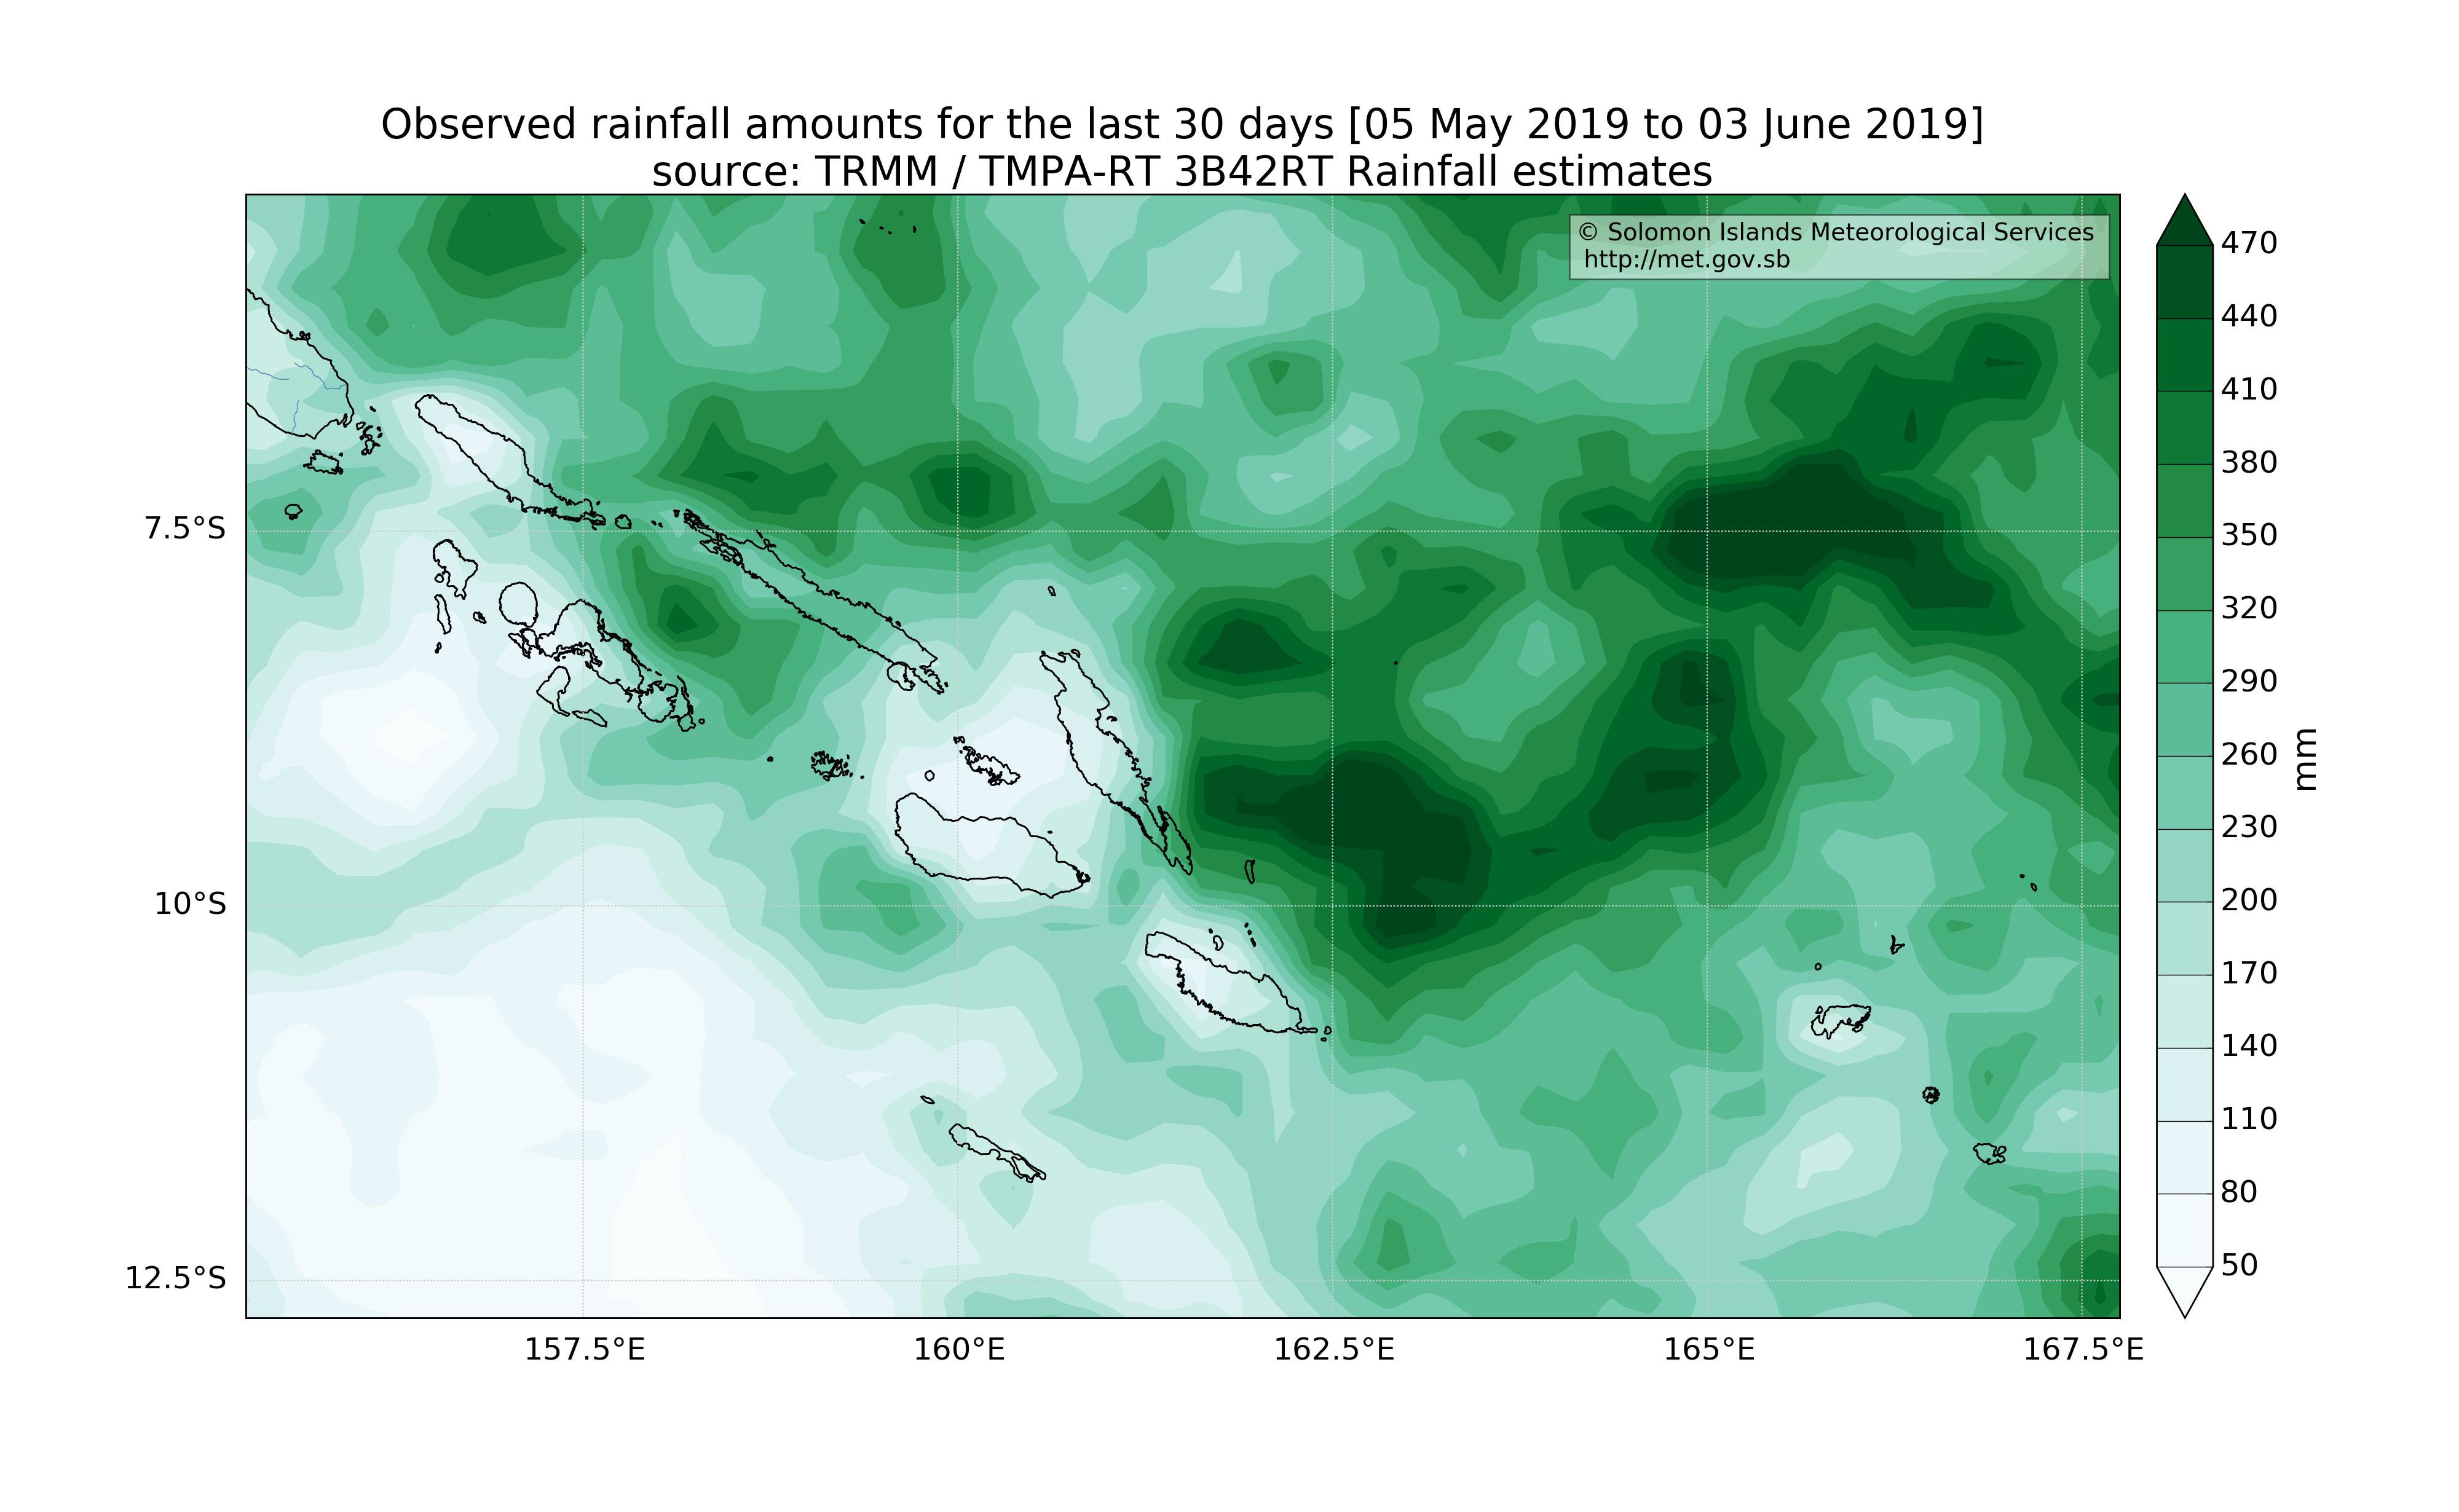 Observed rainfall amounts for the last 30 days [05 May 2019 to 03 June 2019]
source: TRMM / TMPA-RT 3B42RT Rainfall estimates
© Solomon Islands Meteorological Services
http://met.gov.sb
7.5°S
10°S
12.5°S
157.5°E
160°E
162.5°E
165°E
167.5°E
470
440
410
380
350
320
290
260
230
200
170
140
110
80
50
mm